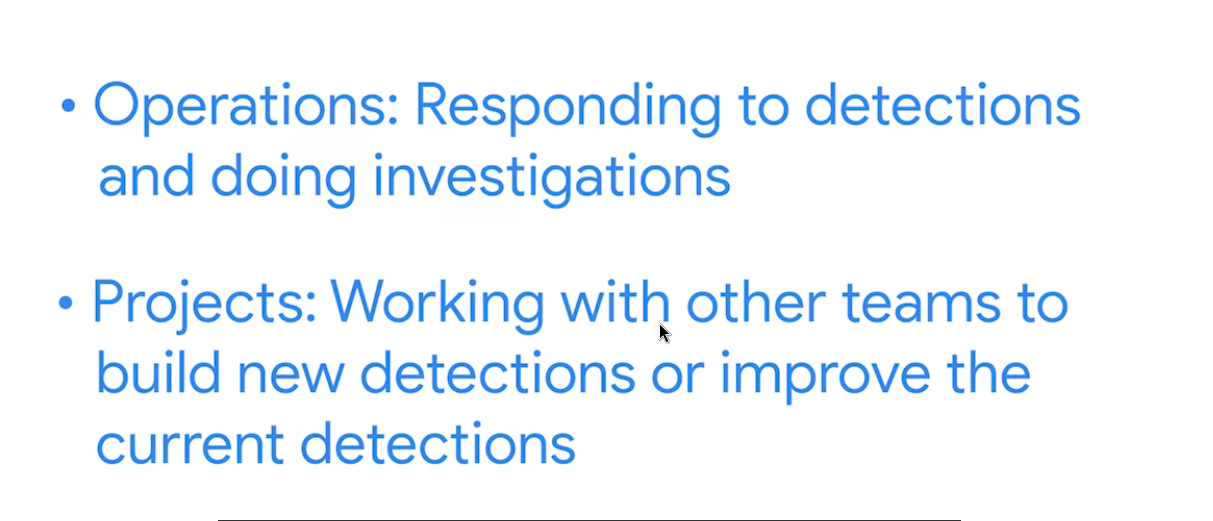 • Operations: Responding to detections
and doing investigations
• Projects: Working with other teams to
build new detections or improve the
current detections